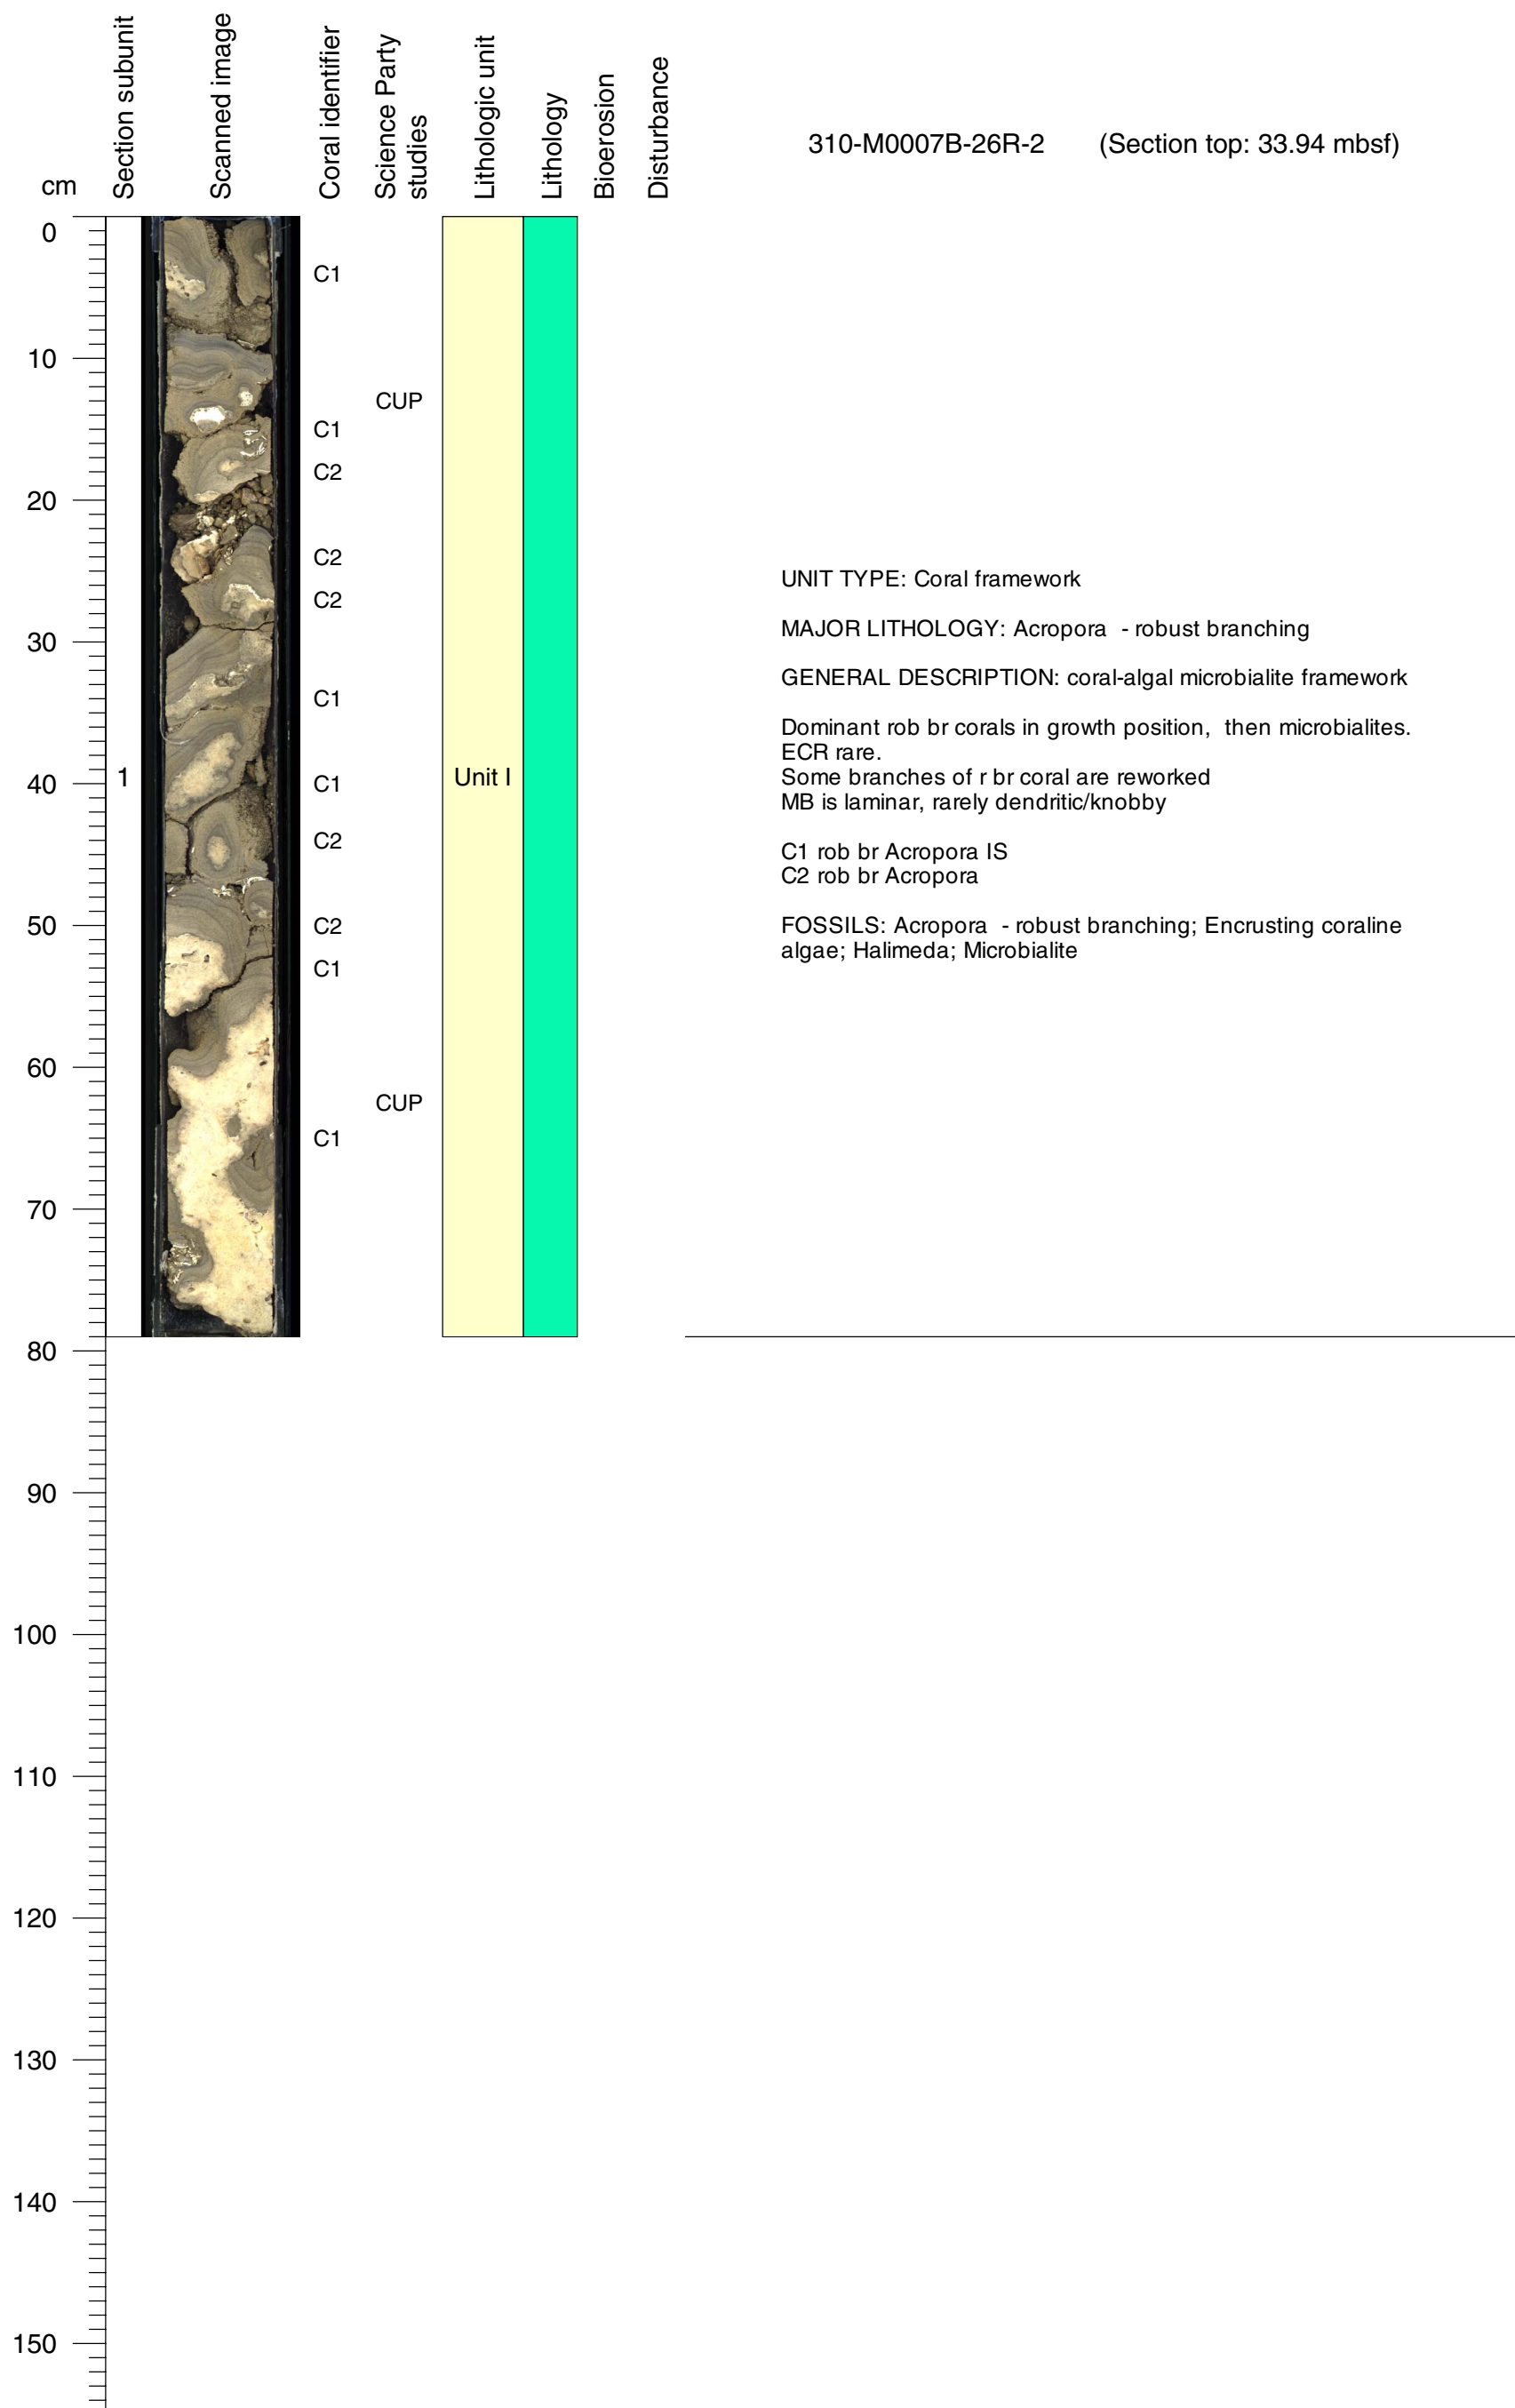 Section subunit
Scanned image
Coral identifier
Science Party
studies
Lithologic unit
Lithology
Bioerosion
Disturbance
310-M0007B-26R-2 (Section top: 33.94 mbsf)
cm
0
C1
10
CUP
C1
C2
20
C2
C2
30
C1
1
Unit I
40
C1
C2
50
C2
C1
60
CUP
C1
70
80
90
100
110
120
130
140
150
UNIT TYPE: Coral framework
MAJOR LITHOLOGY: Acropora - robust branching
GENERAL DESCRIPTION: coral-algal microbialite framework
Dominant rob br corals in growth position, then microbialites.
ECR rare.
Some branches of r br coral are reworked
MB is laminar, rarely dendritic/knobby
C1 rob br Acropora IS
C2 rob br Acropora
FOSSILS: Acropora - robust branching; Encrusting coraline
algae; Halimeda; Microbialite